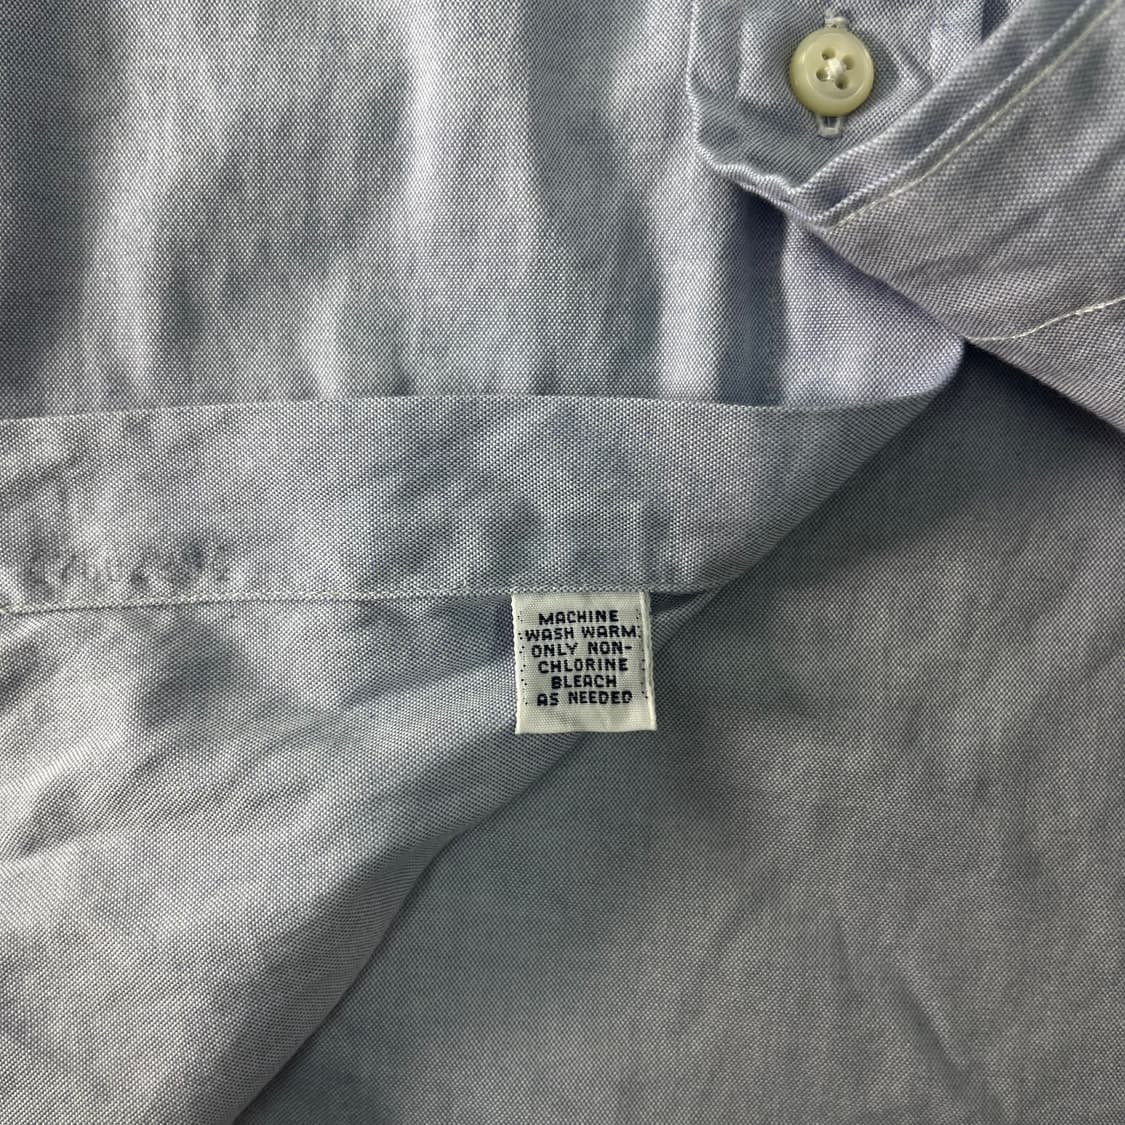 MACHINE
WASH WARM
ONLY NON-
CHLORINE
BLEACH
AS NEEDED